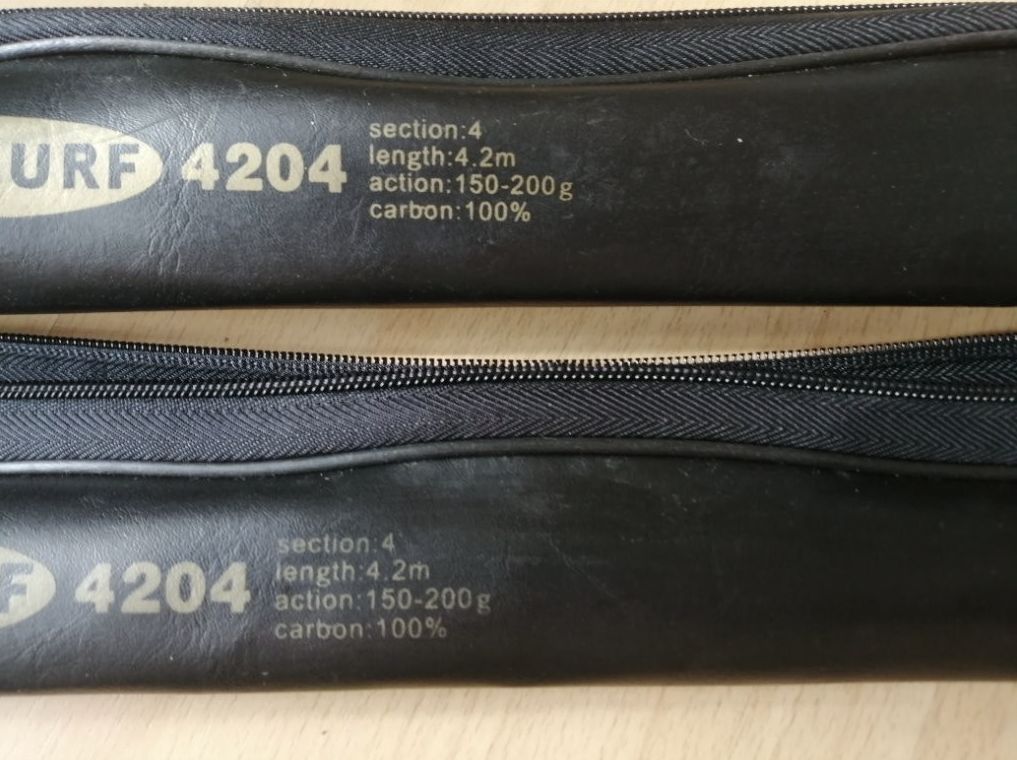 URF 4204
section:4
length:4.2m
action:150-200g
carbon:100%
F 4204
section:4
length:4.2m
action:150-200g
carbon:100%